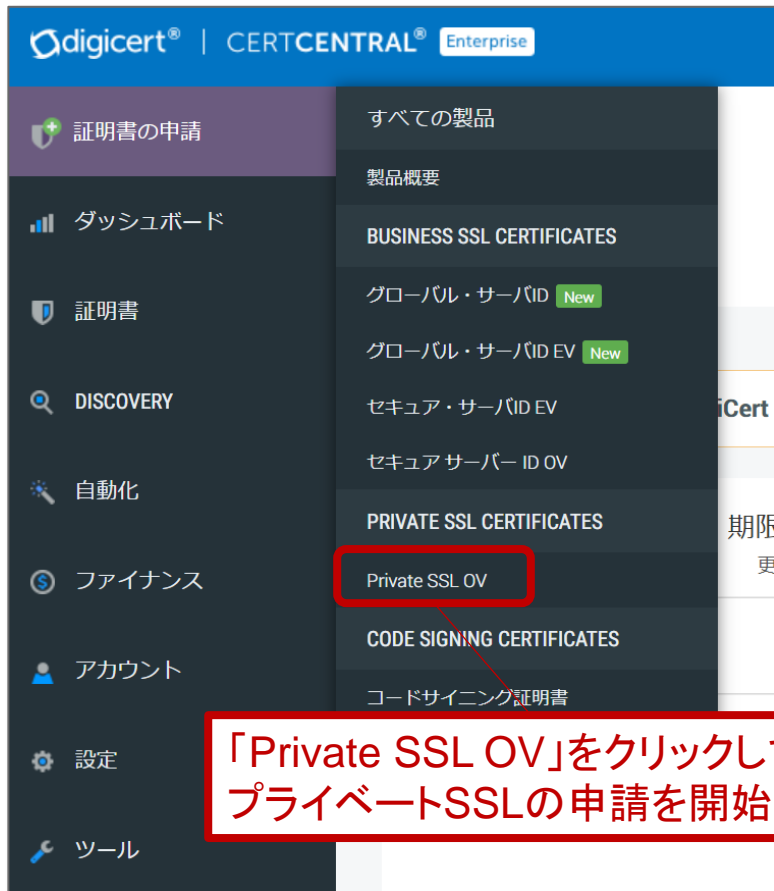 digicert® | CERTCENTRAL® Enterprise
証明書の申請
ダッシュボード
証明書
DISCOVERY
自動化
ファイナンス
アカウント
設定
ツール
すべての製品
製品概要
BUSINESS SSL CERTIFICATES
グローバル・サーバID New
グローバル・サーバID EV New
セキュア・サーバID EV
セキュア サーバー ID OV
PRIVATE SSL CERTIFICATES
Private SSL OV
CODE SIGNING CERTIFICATES
コードサイニング証明書
iCert
期限
更
「Private SSL OV」をクリックして
プライベートSSLの申請を開始